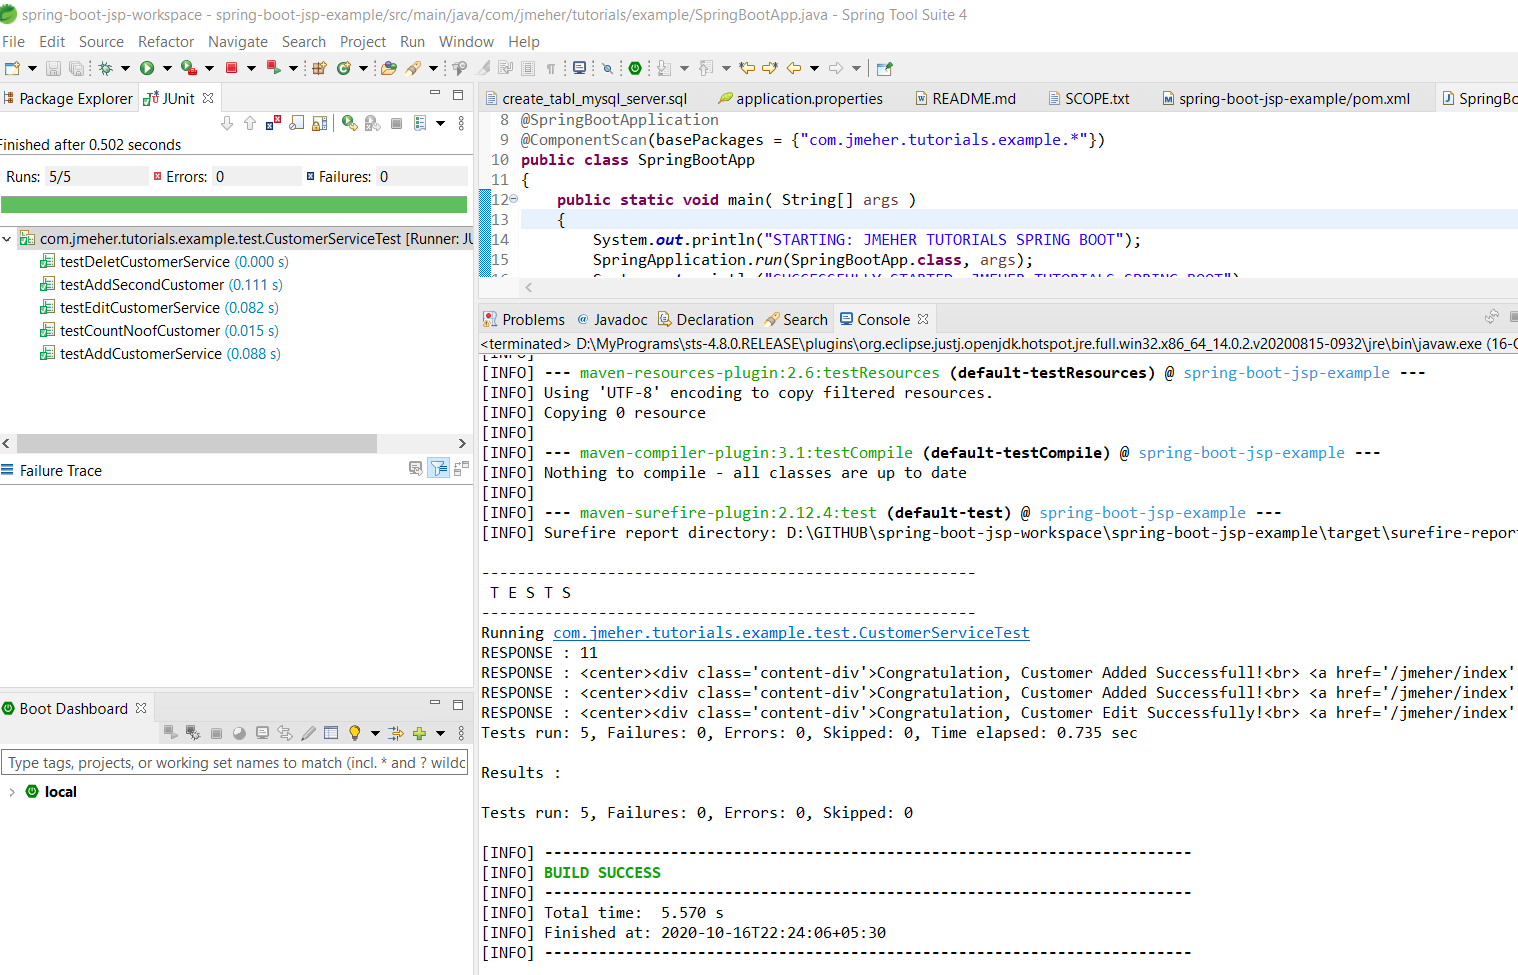 spring-boot-jsp-workspace - spring-boot-jsp-example/src/main/java/com/jmeher/tutorials/example/SpringBootApp.java - Spring Tool Suite 4
File Edit Source Refactor Navigate Search Project Run Window Help
Package Explorer JUnit
Finished after 0.502 seconds
Runs: 5/5 Errors: 0 Failures: 0
com.jmeher.tutorials.example.test.CustomerServiceTest [Runner: JU
testDeletCustomerService (0.000 s)
testAddSecondCustomer (0.111 s)
testEditCustomerService (0.082 s)
testCountNoofCustomer (0.015 s)
testAddCustomerService (0.088 s)
Failure Trace
Boot Dashboard
Type tags, projects, or working set names to match (incl. * and ? wildc
local
create_tabl_mysql_server.sql application.properties README.md SCOPE.txt spring-boot-jsp-example/pom.xml SpringBo
8 @SpringBootApplication
9 @ComponentScan(basePackages = {"com.jmeher.tutorials.example.*"})
10 public class SpringBootApp
11 {
12 public static void main( String[] args )
13 {
14 System.out.println("STARTING: JMEHER TUTORIALS SPRING BOOT");
15 SpringApplication.run(SpringBootApp.class, args);
Problems Javadoc Declaration Search Console
<terminated> D:\MyPrograms\sts-4.8.0.RELEASE\plugins\org.eclipse.justj.openjdk.hotspot.jre.full.win32.x86_64_14.0.2.v20200815-0932\jre\bin\javaw.exe (16-O
[INFO]
[INFO] --- maven-resources-plugin:2.6:testResources (default-testResources) @ spring-boot-jsp-example ---
[INFO] Using 'UTF-8' encoding to copy filtered resources.
[INFO] Copying 0 resource
[INFO]
[INFO] --- maven-compiler-plugin:3.1:testCompile (default-testCompile) @ spring-boot-jsp-example ---
[INFO] Nothing to compile - all classes are up to date
[INFO]
[INFO] --- maven-surefire-plugin:2.12.4:test (default-test) @ spring-boot-jsp-example ---
[INFO] Surefire report directory: D:\GITHUB\spring-boot-jsp-workspace\spring-boot-jsp-example\target\surefire-repor
-------------------------------------------------------
T E S T S
-------------------------------------------------------
Running com.jmeher.tutorials.example.test.CustomerServiceTest
RESPONSE : 11
RESPONSE : <center><div class='content-div'>Congratulation, Customer Added Successfull!<br> <a href='/jmeher/index'
RESPONSE : <center><div class='content-div'>Congratulation, Customer Added Successfull!<br> <a href='/jmeher/index'
RESPONSE : <center><div class='content-div'>Congratulation, Customer Edit Successfully!<br> <a href='/jmeher/index'
Tests run: 5, Failures: 0, Errors: 0, Skipped: 0, Time elapsed: 0.735 sec
Results :
Tests run: 5, Failures: 0, Errors: 0, Skipped: 0
[INFO] ------------------------------------------------------------------------
[INFO] BUILD SUCCESS
[INFO] ------------------------------------------------------------------------
[INFO] Total time:  5.570 s
[INFO] Finished at: 2020-10-16T22:24:06+05:30
[INFO] ------------------------------------------------------------------------